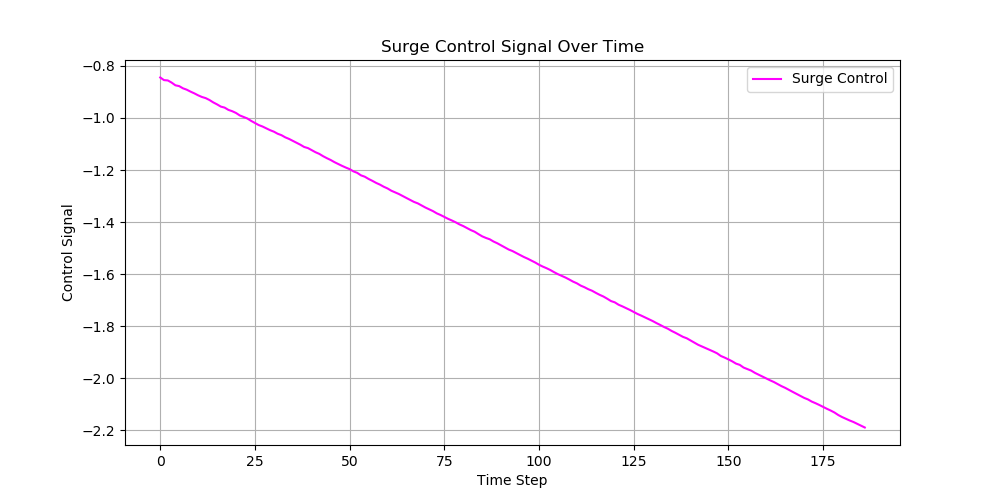 Surge Control Signal Over Time
Surge Control
Control Signal
−0.8
−1.0
−1.2
−1.4
−1.6
−1.8
−2.0
−2.2
0 25 50 75 100 125 150 175
Time Step